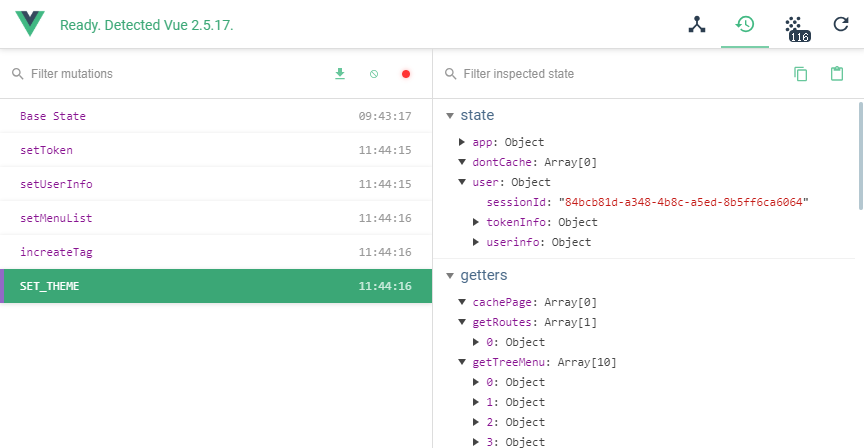 Ready. Detected Vue 2.5.17.
116
Filter mutations
Filter inspected state
Base State 09:43:17
setToken 11:44:15
setUserInfo 11:44:15
setMenuList 11:44:16
increateTag 11:44:16
SET_THEME 11:44:16
state
app: Object
dontCache: Array[0]
user: Object
sessionId: "84bcb81d-a348-4b8c-a5ed-8b5ff6ca6064"
tokenInfo: Object
userinfo: Object
getters
cachePage: Array[0]
getRoutes: Array[1]
0: Object
getTreeMenu: Array[10]
0: Object
1: Object
2: Object
3: Object